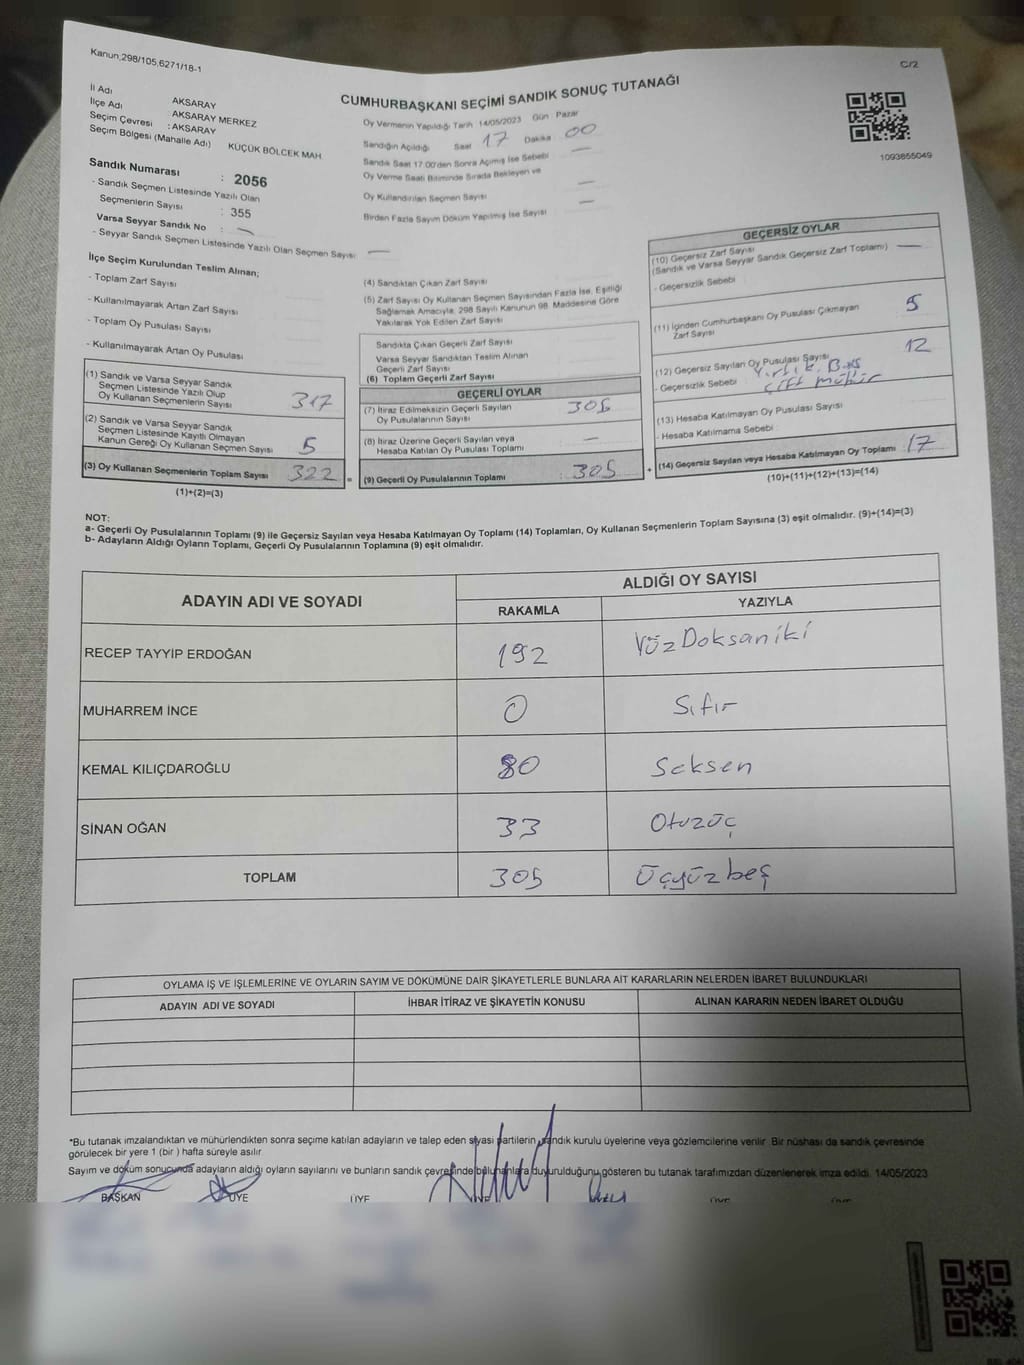 Kanun,298/105,6271/18-1
C/2
CUMHURBAŞKANI SEÇİMİ SANDIK SONUÇ TUTANAĞI
İl Adı AKSARAY
İlçe Adı AKSARAY MERKEZ
Seçim Çevresi : AKSARAY
Seçim Bölgesi (Mahalle Adı) KÜÇÜK BÖLCEK MAH
Sandık Numarası : 2056
- Sandık Seçmen Listesinde Yazılı Olan
Seçmenlerin Sayısı : 355
Varsa Seyyar Sandık No : —
- Seyyar Sandık Seçmen Listesinde Yazılı Olan Seçmen Sayısı —
Oy Vermenin Yapıldığı Tarih 14/05/2023 Gün Pazar
Sandığın Açıldığı Saat 17 Dakika 00
Sandık Saat 17.00'den Sonra Açılmış İse Sebebi —
Oy Verme Saati Bitiminde Sırada Bekleyen ve
Oy Kullandırılan Seçmen Sayısı —
Birden Fazla Sayım Döküm Yapılmış İse Sayısı —
1093855049
İlçe Seçim Kurulundan Teslim Alınan;
- Toplam Zarf Sayısı
- Kullanılmayarak Artan Zarf Sayısı
- Toplam Oy Pusulası Sayısı
- Kullanılmayarak Artan Oy Pusulası
(1) Sandık ve Varsa Seyyar Sandık
Seçmen Listesinde Yazılı Olup
Oy Kullanan Seçmenlerin Sayısı 317
(2) Sandık ve Varsa Seyyar Sandık
Seçmen Listesinde Kayıtlı Olmayan
Kanun Gereği Oy Kullanan Seçmen Sayısı 5
(3) Oy Kullanan Seçmenlerin Toplam Sayısı 322
(1)+(2)=(3)
(4) Sandıktan Çıkan Zarf Sayısı
(5) Zarf Sayısı Oy Kullanan Seçmen Sayısından Fazla İse, Eşitliği
Sağlamak Amacıyla, 298 Sayılı Kanunun 98. Maddesine Göre
Yakılarak Yok Edilen Zarf Sayısı
Sandıkta Çıkan Geçerli Zarf Sayısı
Varsa Seyyar Sandıktan Teslim Alınan
Geçerli Zarf Sayısı
(6) Toplam Geçerli Zarf Sayısı
GEÇERLİ OYLAR
(7) İtiraz Edilmeksizin Geçerli Sayılan
Oy Pusulalarının Sayısı 305
(8) İtiraz Üzerine Geçerli Sayılan veya
Hesaba Katılan Oy Pusulası Toplamı —
= (9) Geçerli Oy Pusulalarının Toplamı : 305
GEÇERSİZ OYLAR
(10) Geçersiz Zarf Sayısı
(Sandık ve Varsa Seyyar Sandık Geçersiz Zarf Toplamı) —
- Geçersizlik Sebebi
(11) İçinden Cumhurbaşkanı Oy Pusulası Çıkmayan
Zarf Sayısı 5
(12) Geçersiz Sayılan Oy Pusulası Sayısı 12
- Geçersizlik Sebebi Yırtık, Boş
çift mühür
(13) Hesaba Katılmayan Oy Pusulası Sayısı
- Hesaba Katılmama Sebebi
+ (14) Geçersiz Sayılan veya Hesaba Katılmayan Oy Toplamı 17
(10)+(11)+(12)+(13)=(14)
NOT:
a- Geçerli Oy Pusulalarının Toplamı (9) ile Geçersiz Sayılan veya Hesaba Katılmayan Oy Toplamı (14) Toplamları, Oy Kullanan Seçmenlerin Toplam Sayısına (3) eşit olmalıdır. (9)+(14)=(3)
b- Adayların Aldığı Oyların Toplamı, Geçerli Oy Pusulalarının Toplamına (9) eşit olmalıdır.
ADAYIN ADI VE SOYADI ALDIĞI OY SAYISI
RAKAMLA YAZIYLA
RECEP TAYYIP ERDOĞAN 192 YüzDoksaniki
MUHARREM İNCE 0 Sıfır
KEMAL KILIÇDAROĞLU 80 Seksen
SİNAN OĞAN 33 Otuzüç
TOPLAM 305 Üçyüzbeş
OYLAMA İŞ VE İŞLEMLERİNE VE OYLARIN SAYIM VE DÖKÜMÜNE DAİR ŞİKAYETLERLE BUNLARA AİT KARARLARIN NELERDEN İBARET BULUNDUKLARI
ADAYIN ADI VE SOYADI İHBAR İTİRAZ VE ŞİKAYETİN KONUSU ALINAN KARARIN NEDEN İBARET OLDUĞU
*Bu tutanak imzalandıktan ve mühürlendikten sonra seçime katılan adayların ve talep eden siyasi partilerin sandık kurulu üyelerine veya gözlemcilerine verilir. Bir nüshası da sandık çevresinde
görülecek bir yere 1 (bir) hafta süreyle asılır.
Sayım ve döküm sonucunda adayların aldığı oyların sayılarını ve bunların sandık çevresinde bulunanlara duyurulduğunu gösteren bu tutanak tarafımızdan düzenlenerek imza edildi. 14/05/2023
BAŞKAN ÜYE ÜYE ÜYE ÜYE ÜYE